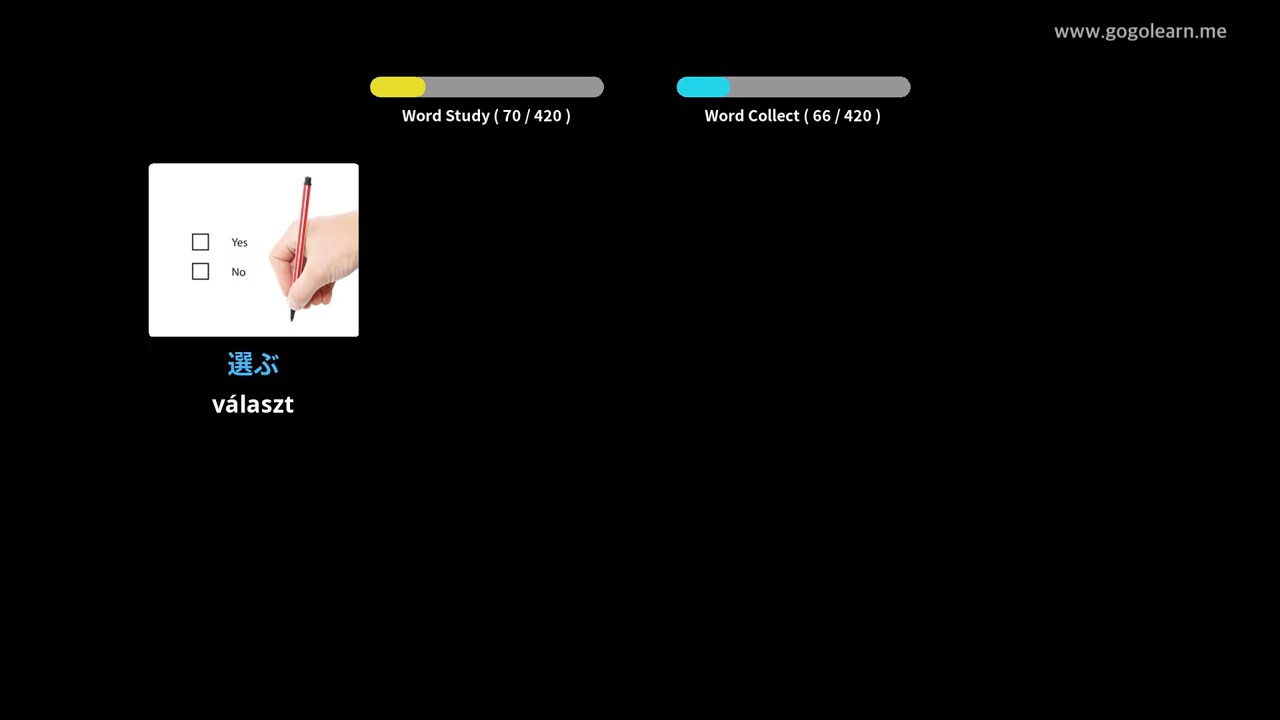 www.gogolearn.me
Word Study ( 70 / 420 )
Word Collect ( 66 / 420 )
Yes
No
選ぶ
választ